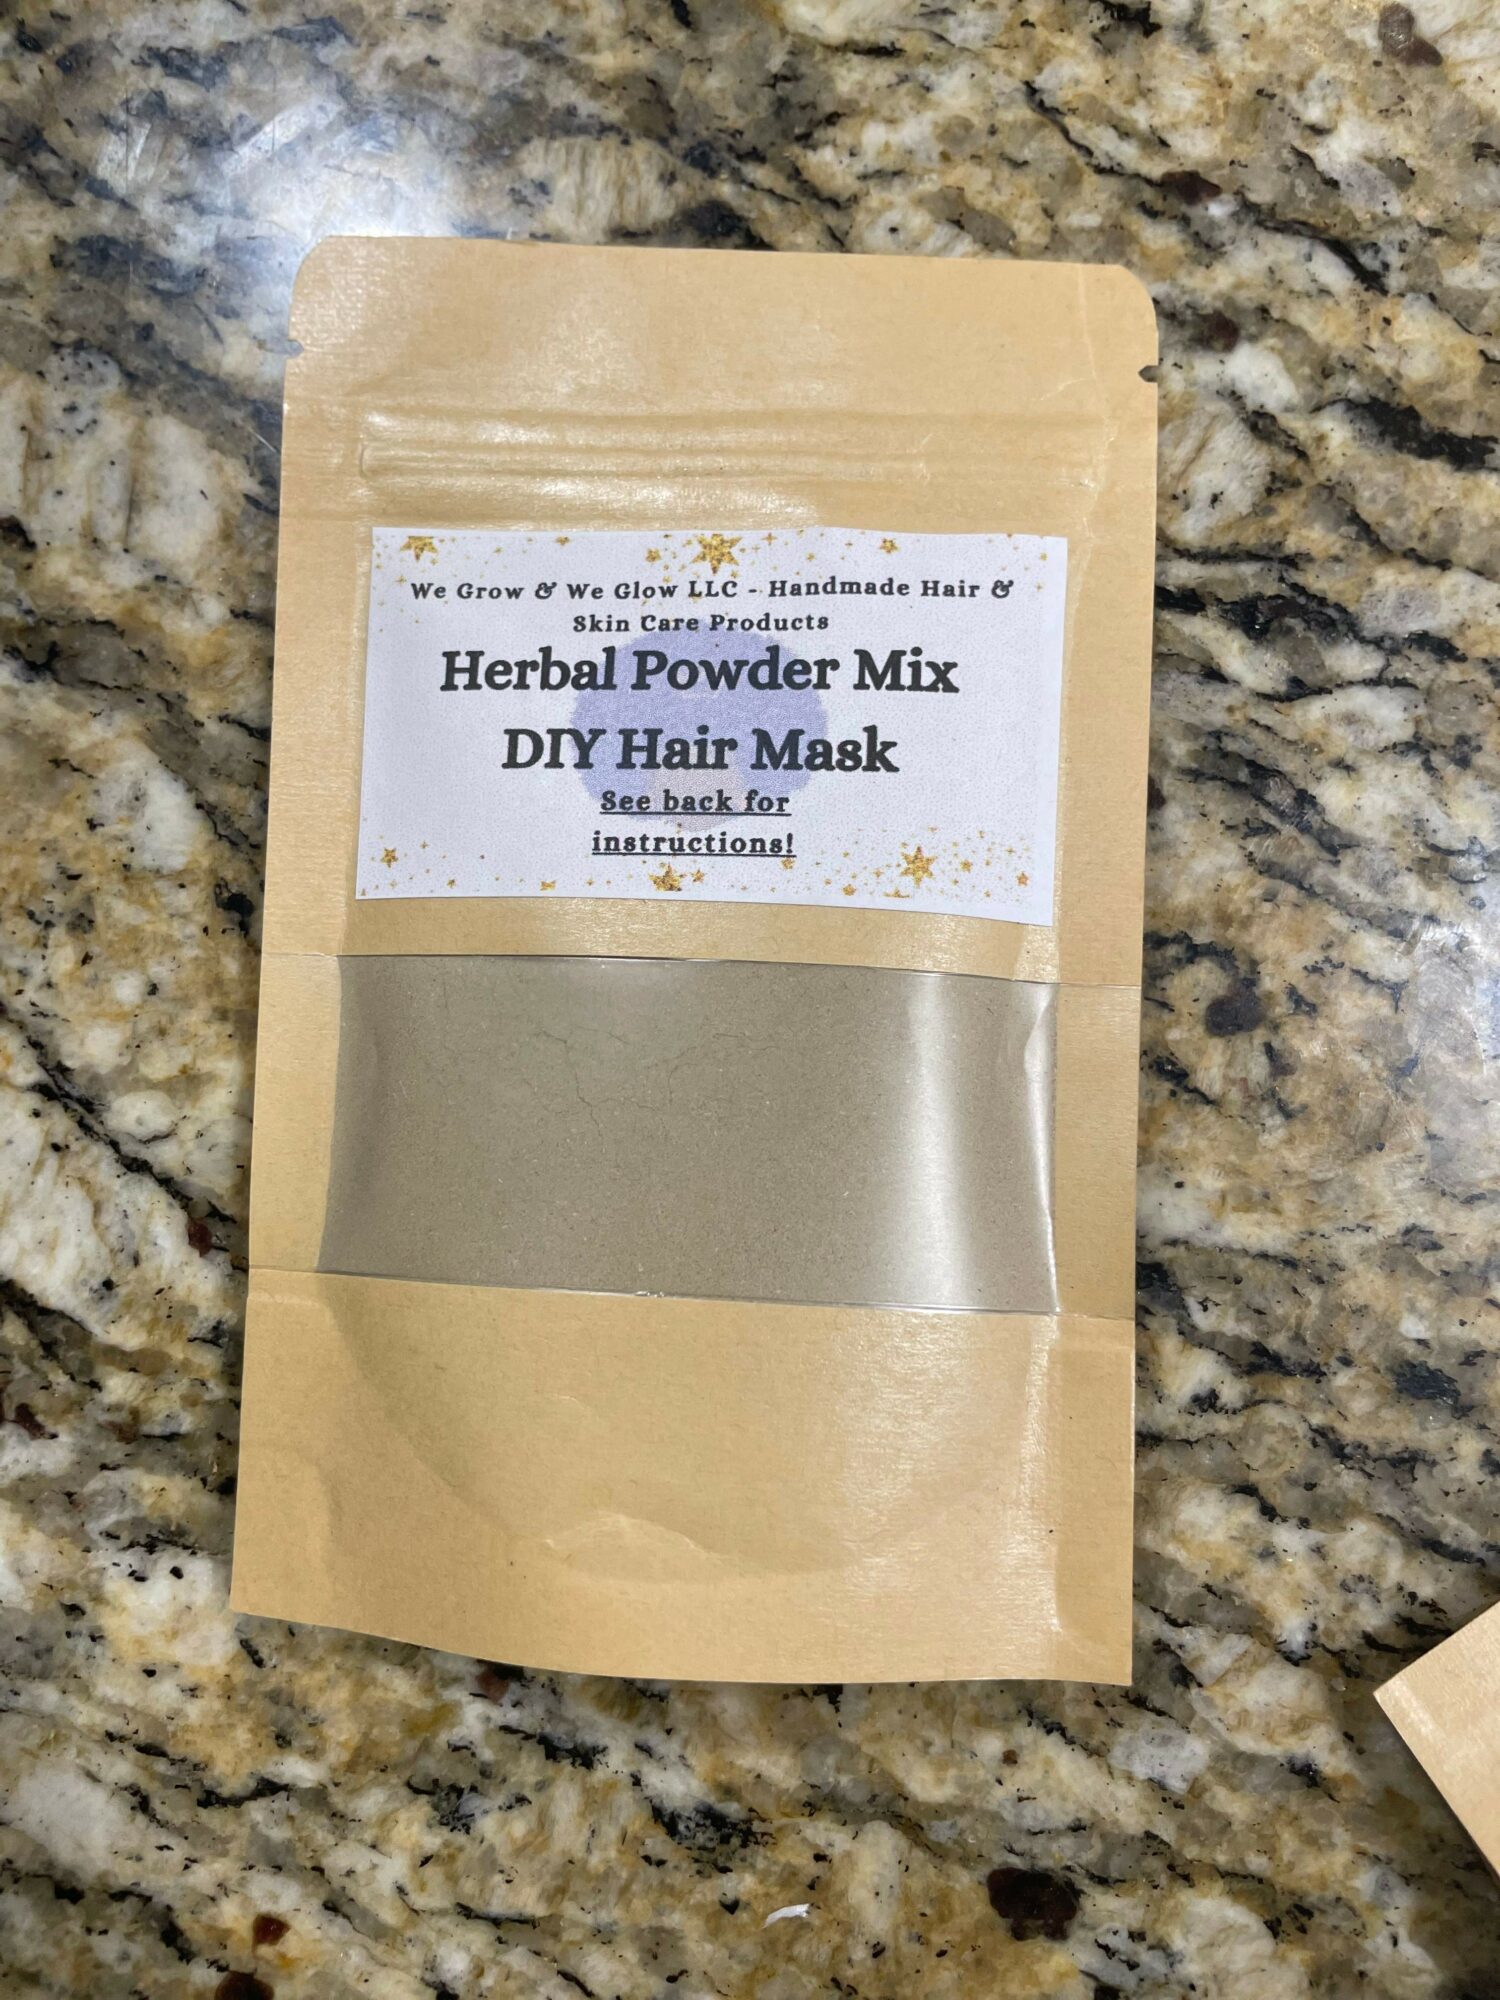 We Grow & We Glow LLC - Handmade Hair &
Skin Care Products
Herbal Powder Mix
DIY Hair Mask
See back for
instructions!